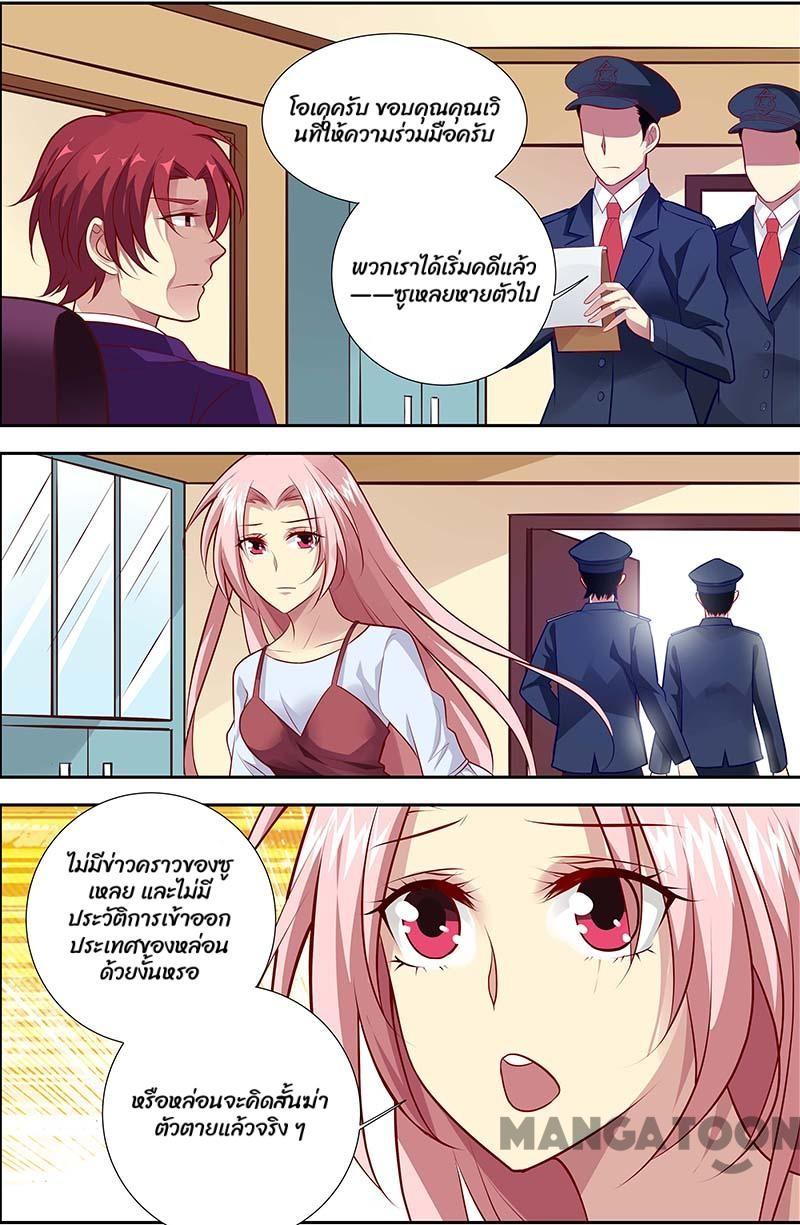 โอเคครับ ขอบคุณคุณเวิ
นที่ให้ความร่วมมือครับ
พวกเราได้เริ่มคดีแล้ว
——ซูเหลยหายตัวไป
ไม่มีข่าวคราวของซู
เหลย และไม่มี
ประวัติการเข้าออก
ประเทศของหล่อน
ด้วยงั้นหรอ
หรือหล่อนจะคิดสั้นฆ่า
ตัวตายแล้วจริง ๆ
MANGATOON